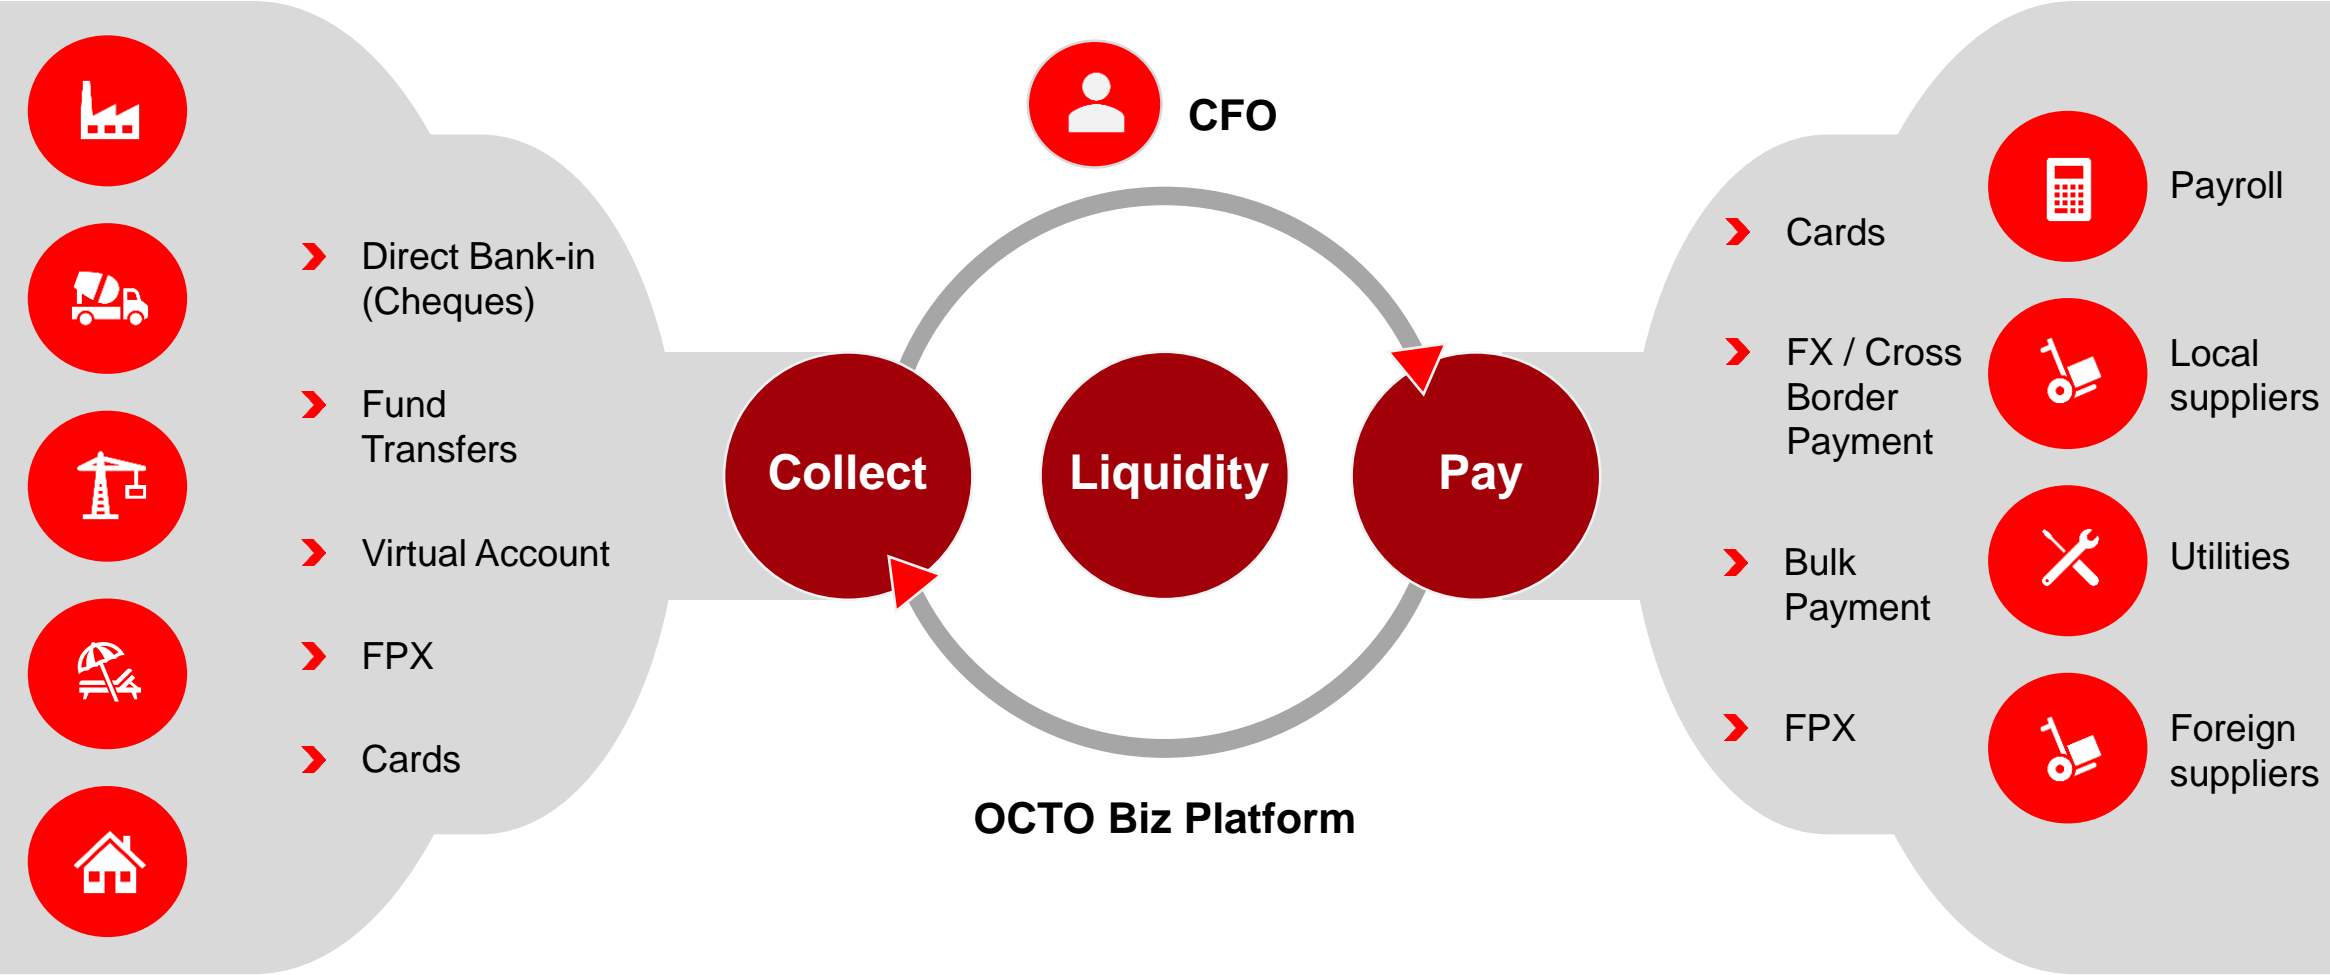 CFO
Direct Bank-in
(Cheques)
Fund
Transfers
Virtual Account
FPX
Cards
Collect
Liquidity
Pay
OCTO Biz Platform
Cards
FX / Cross
Border
Payment
Bulk
Payment
FPX
Payroll
Local
suppliers
Utilities
Foreign
suppliers